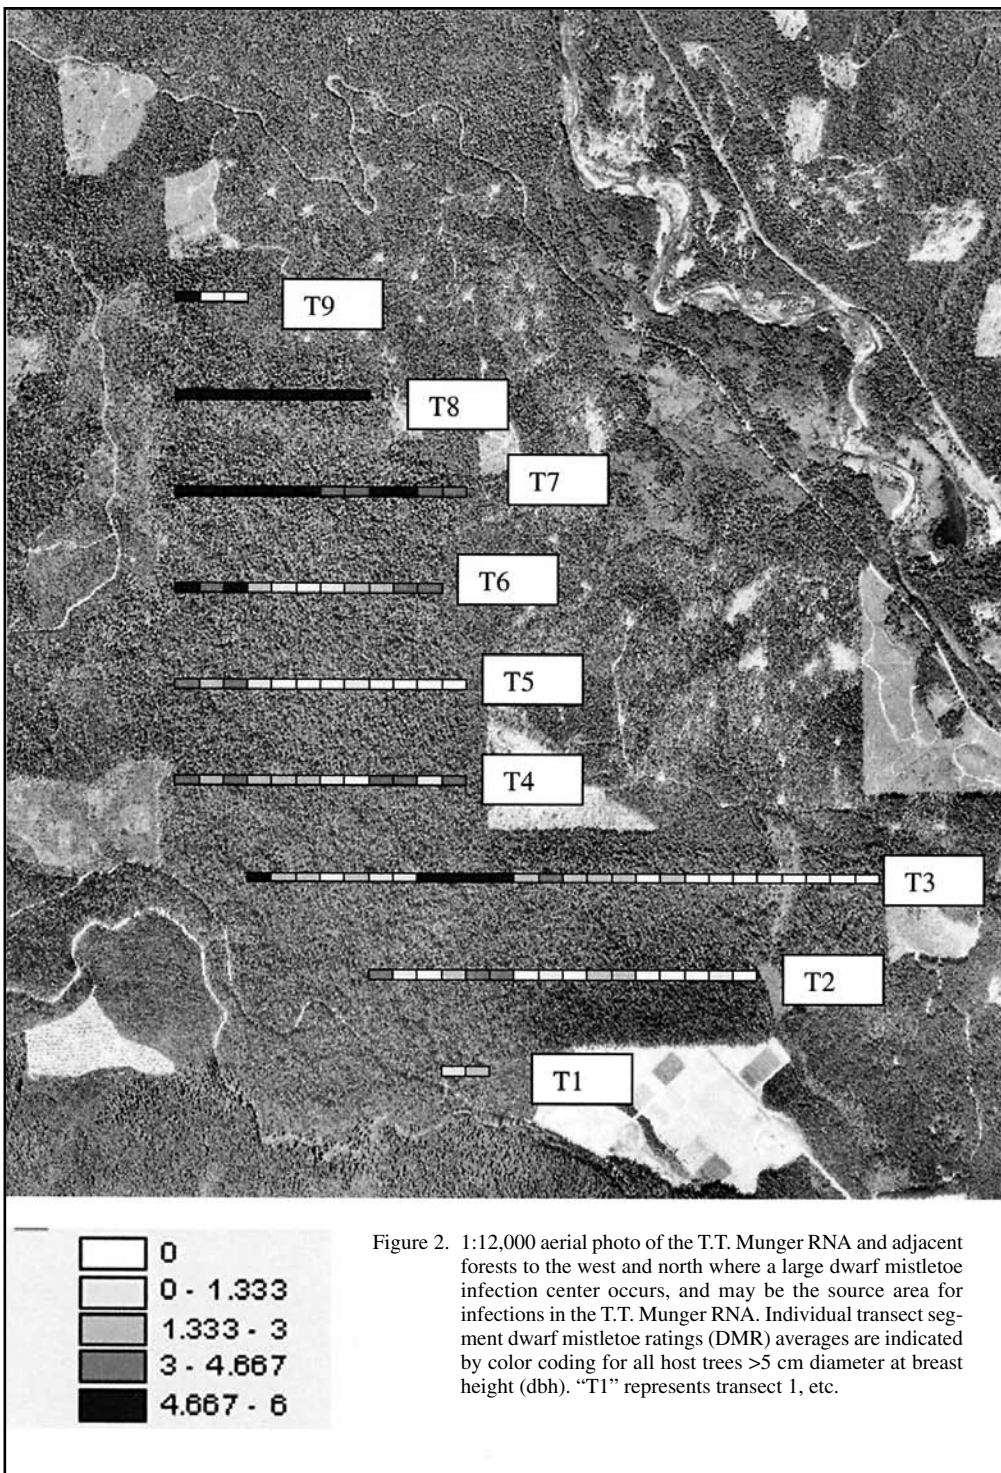 T9
T8
T7
T6
T5
T4
T3
T2
T1
0
0 - 1.333
1.333 - 3
3 - 4.667
4.667 - 6
Figure 2. 1:12,000 aerial photo of the T.T. Munger RNA and adjacent
forests to the west and north where a large dwarf mistletoe
infection center occurs, and may be the source area for
infections in the T.T. Munger RNA. Individual transect seg-
ment dwarf mistletoe ratings (DMR) averages are indicated
by color coding for all host trees >5 cm diameter at breast
height (dbh). “T1” represents transect 1, etc.